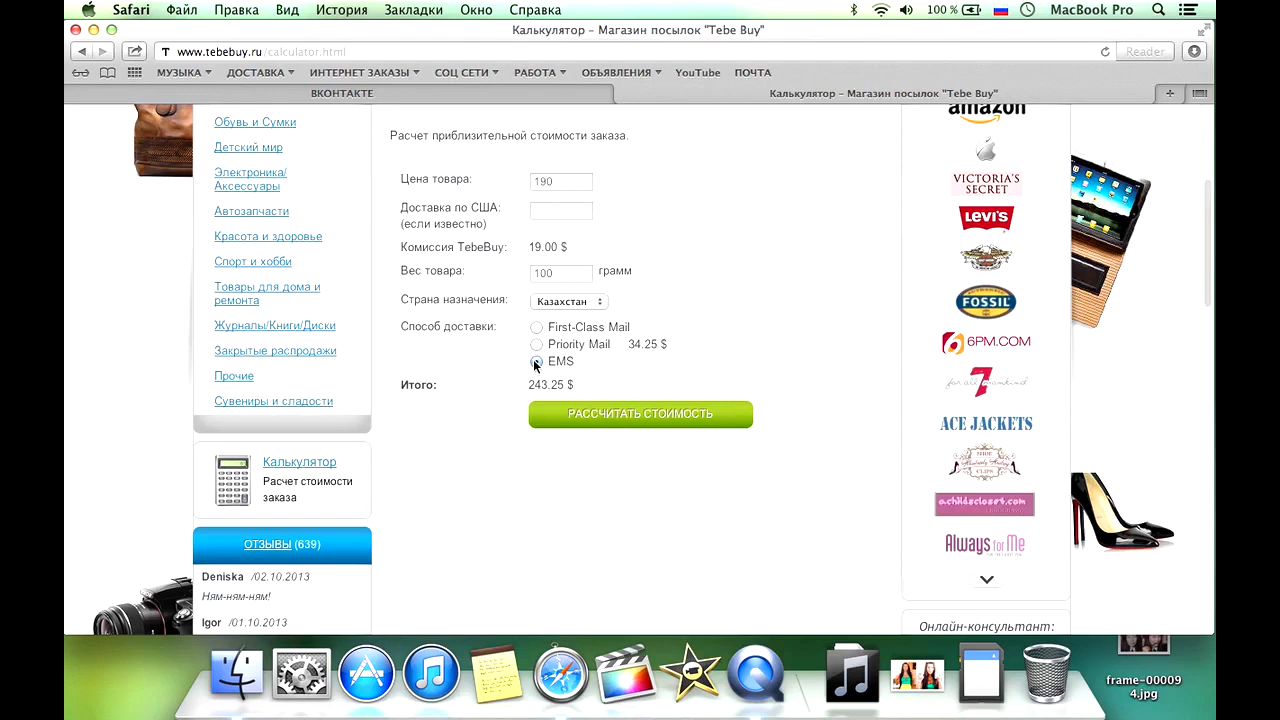 Safari Файл Правка Вид История Закладки Окно Справка 100 % MacBook Pro
Калькулятор – Магазин посылок "Tebe Buy"
www.tebebuy.ru/calculator.html Reader
МУЗЫКА ДОСТАВКА ИНТЕРНЕТ ЗАКАЗЫ СОЦ СЕТИ РАБОТА ОБЪЯВЛЕНИЯ YouTube ПОЧТА
ВКОНТАКТЕ Калькулятор – Магазин посылок "Tebe Buy"
Обувь и Сумки
Детский мир
Электроника/
Аксессуары
Автозапчасти
Красота и здоровье
Спорт и хобби
Товары для дома и
ремонта
Журналы/Книги/Диски
Закрытые распродажи
Прочие
Сувениры и сладости
Калькулятор
Расчет стоимости
заказа
ОТЗЫВЫ (639)
Deniska /02.10.2013
Ням-ням-ням!
Igor /01.10.2013
Расчет приблизительной стоимости заказа.
Цена товара: 190
Доставка по США:
(если известно)
Комиссия TebeBuy: 19.00 $
Вес товара: 100 грамм
Страна назначения: Казахстан
Способ доставки: First-Class Mail
Priority Mail 34.25 $
EMS
Итого: 243.25 $
РАССЧИТАТЬ СТОИМОСТЬ
amazon
VICTORIA'S
SECRET
LEVI'S
FOSSIL
6PM.COM
for all mankind
ACE JACKETS
SHOE
CLIPS
achildscloset.com
Always for Me
Онлайн-консультант:
frame-00009
4.jpg